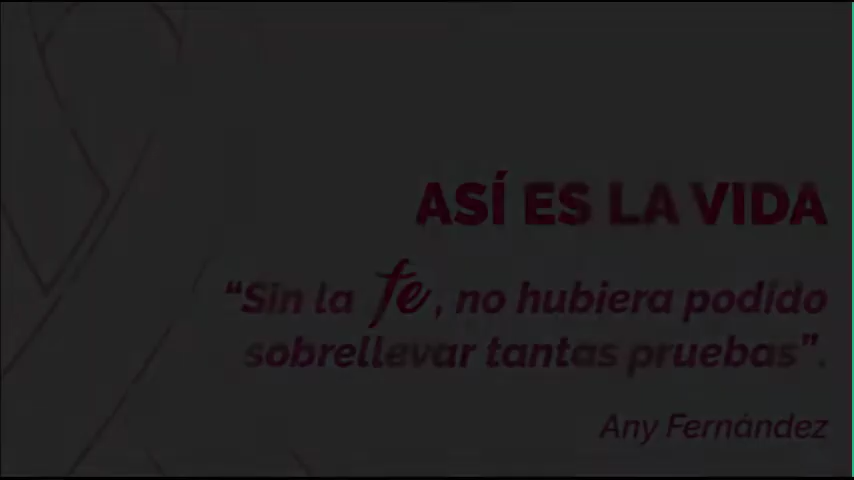 ASÍ ES LA VIDA
“Sin la fe, no hubiera podido
sobrellevar tantas pruebas”.
Any Fernández